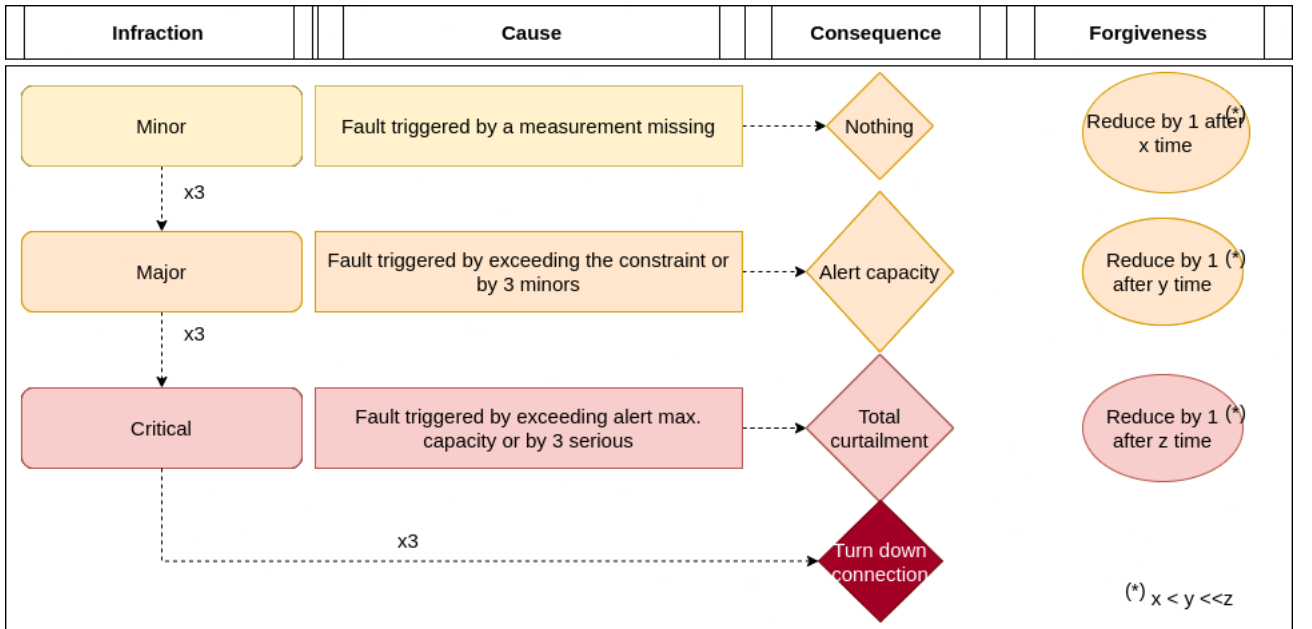 Infraction
Cause
Consequence
Forgiveness
Minor
Fault triggered by a measurement missing
Nothing
Reduce by 1 after
x time
(*)
x3
Major
Fault triggered by exceeding the constraint or
by 3 minors
Alert capacity
Reduce by 1
after y time
(*)
x3
Critical
Fault triggered by exceeding alert max.
capacity or by 3 serious
Total
curtailment
Reduce by 1
after z time
(*)
x3
Turn down
connection
(*) x < y <<z